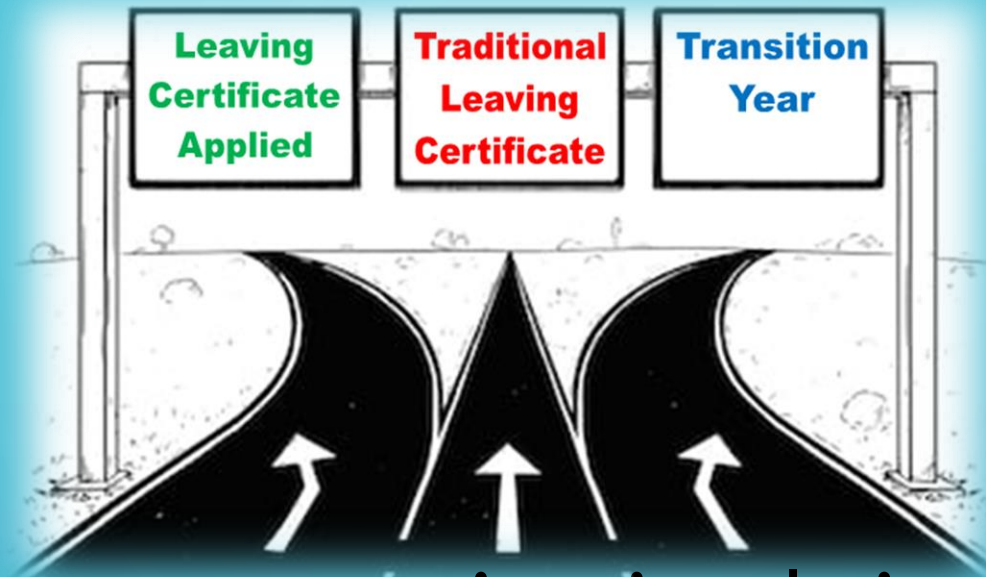 Leaving
Certificate
Applied
Traditional
Leaving
Certificate
Transition
Year